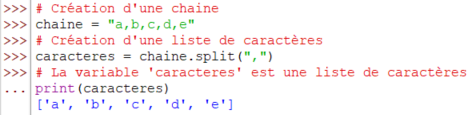 >>> # Création d'une chaine
>>> chaine = "a,b,c,d,e"
>>> # Création d'une liste de caractères
>>> caracteres = chaine.split(",")
>>> # La variable 'caracteres' est une liste de caractères
... print(caracteres)
['a', 'b', 'c', 'd', 'e']